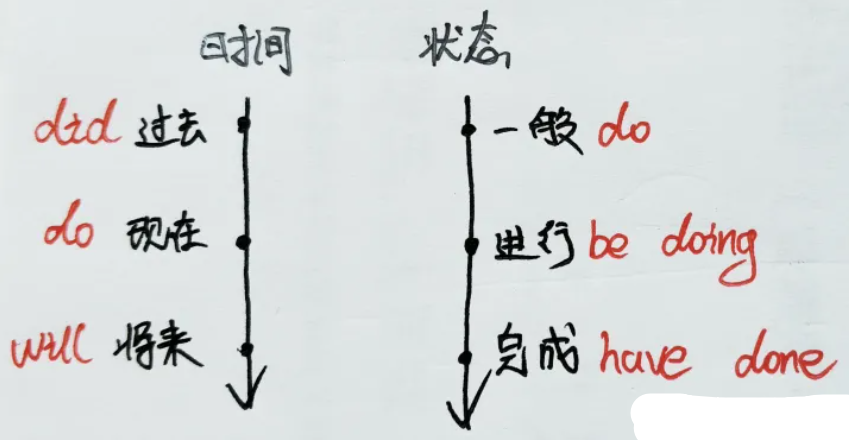 时间 状态
did 过去 一般 do
do 现在 进行 be doing
will 将来 完成 have done